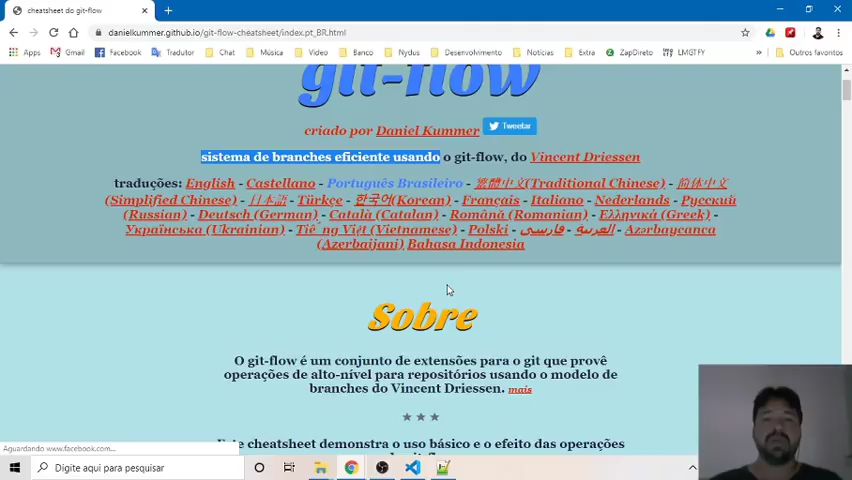 cheatsheet do git-flow
danielkummer.github.io/git-flow-cheatsheet/index.pt_BR.html
Apps Gmail Facebook Tradutor Chat Música Video Banco Nydus Desenvolvimento Notícias Extra ZapDireto LMGTFY » Outros favoritos
git-flow
criado por Daniel Kummer Tweetar
sistema de branches eficiente usando o git-flow, do Vincent Driessen
traduções: English - Castellano - Português Brasileiro - 繁體中文(Traditional Chinese) - 简体中文
(Simplified Chinese) - 日本語 - Türkçe - 한국어(Korean) - Français - Italiano - Nederlands - Русский
(Russian) - Deutsch (German) - Català (Catalan) - Română (Romanian) - Ελληνικά (Greek) -
Українська (Ukrainian) - Tiếng Việt (Vietnamese) - Polski - فارسی - العربية - Azərbaycanca
(Azerbaijani) Bahasa Indonesia
Sobre
O git-flow é um conjunto de extensões para o git que provê
operações de alto-nível para repositórios usando o modelo de
branches do Vincent Driessen. mais
★ ★ ★
Este cheatsheet demonstra o uso básico e o efeito das operações
Aguardando www.facebook.com...
Digite aqui para pesquisar